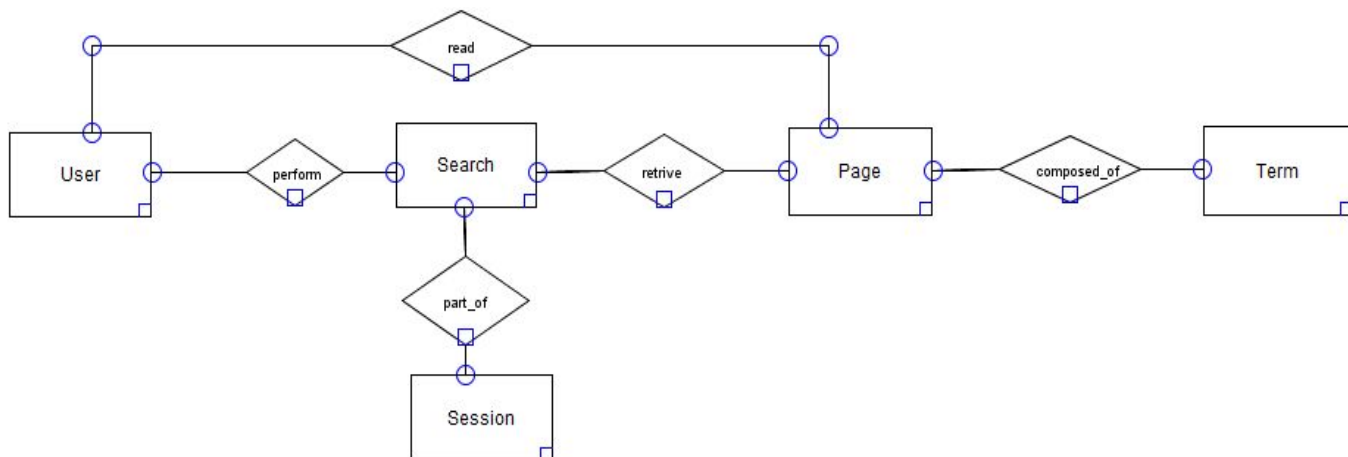 read
User
perform
Search
retrive
Page
composed_of
Term
part_of
Session